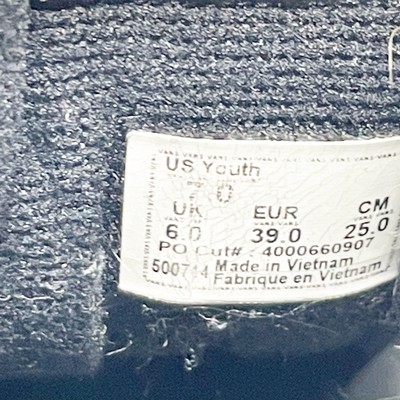 US Youth
UK EUR CM
6.0 39.0 25.0
PO Cut# : 4000660907
500714 Made in Vietnam
Fabriqué en Vietnam